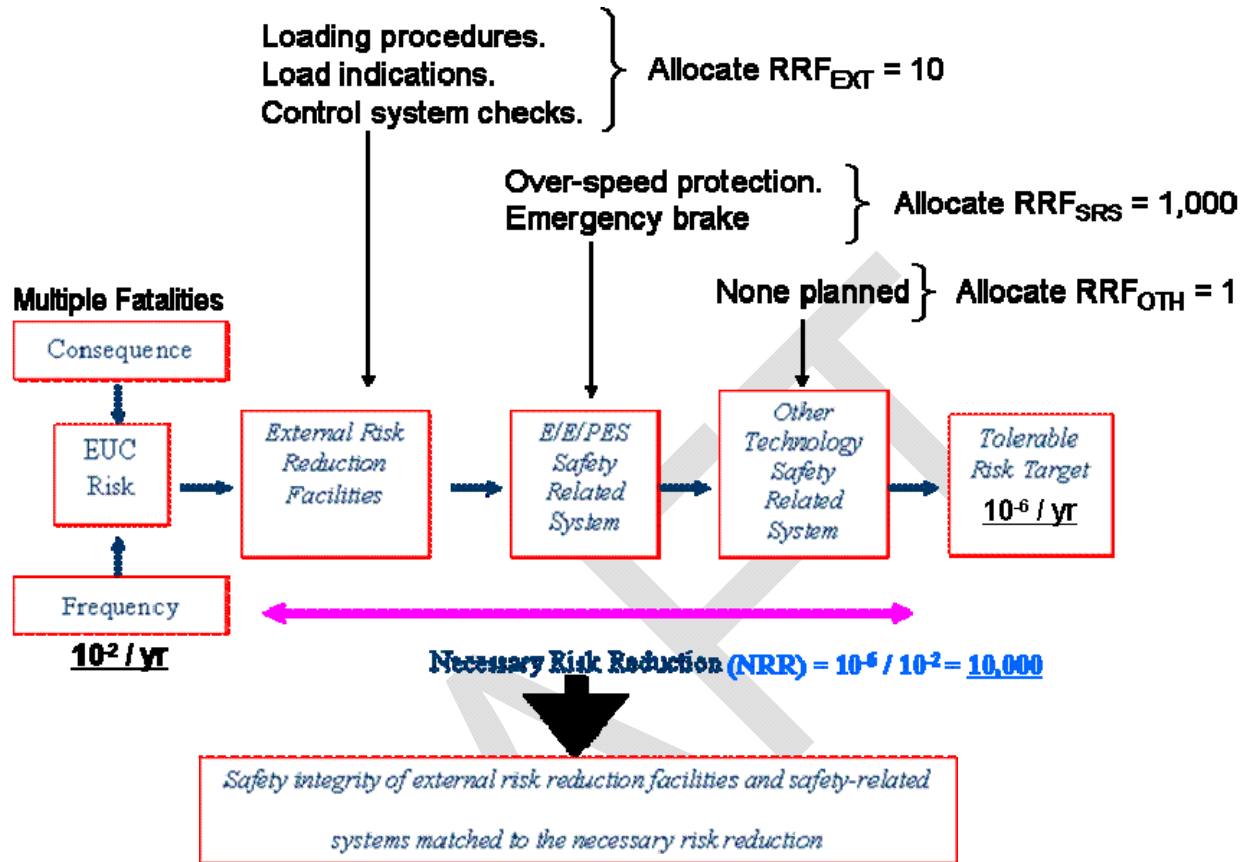 Loading procedures.
Load indications.
Control system checks.
Allocate RRF_EXT = 10
Over-speed protection.
Emergency brake
Allocate RRF_SRS = 1,000
None planned
Allocate RRF_OTH = 1
Multiple Fatalities
Consequence
EUC
Risk
Frequency
10⁻² / yr
External Risk
Reduction
Facilities
E/E/PES
Safety
Related
System
Other
Technology
Safety
Related
System
Tolerable
Risk Target
10⁻⁶ / yr
Necessary Risk Reduction (NRR) = 10⁻⁶ / 10⁻² = 10,000
Safety integrity of external risk reduction facilities and safety-related
systems matched to the necessary risk reduction